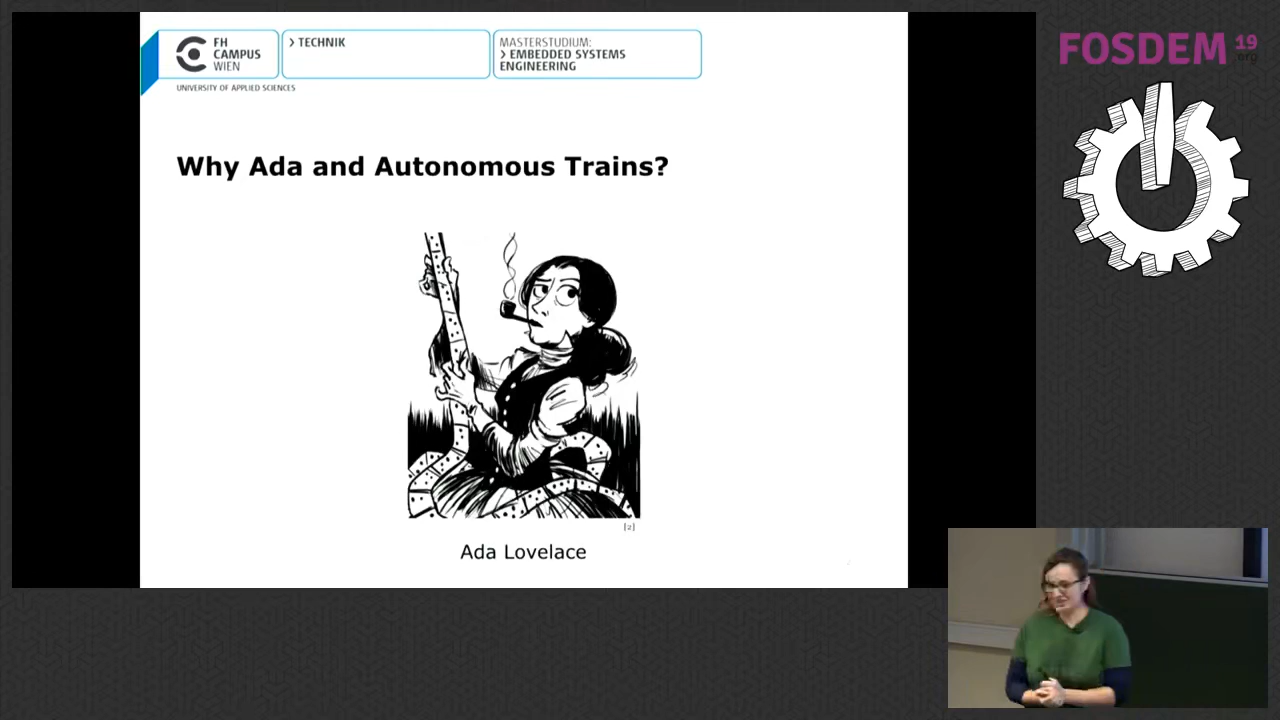 FH
CAMPUS
WIEN
> TECHNIK
MASTERSTUDIUM:
> EMBEDDED SYSTEMS
ENGINEERING
UNIVERSITY OF APPLIED SCIENCES
Why Ada and Autonomous Trains?
[2]
Ada Lovelace
FOSDEM 19
.org